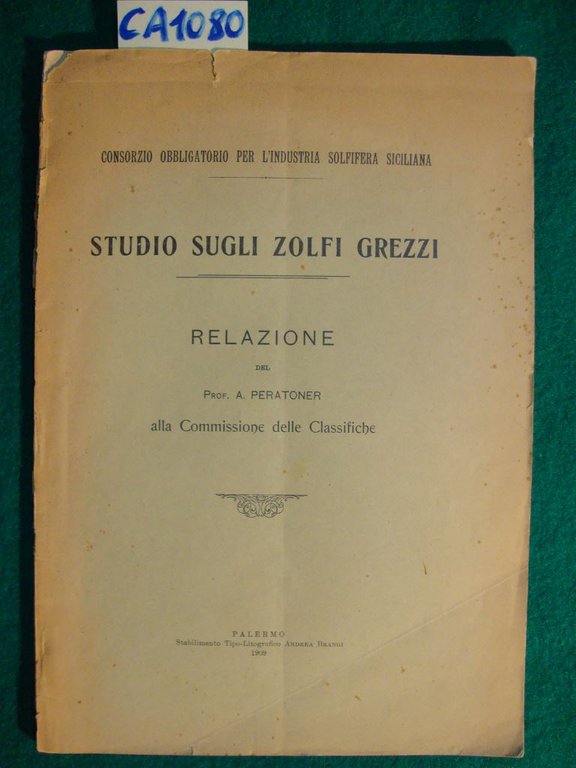 CA1080
CONSORZIO OBBLIGATORIO PER L'INDUSTRIA SOLFIFERA SICILIANA
STUDIO SUGLI ZOLFI GREZZI
RELAZIONE
DEL
PROF. A. PERATONER
alla Commissione delle Classifiche
PALERMO
Stabilimento Tipo-Litografico ANDREA BRANGI
1909